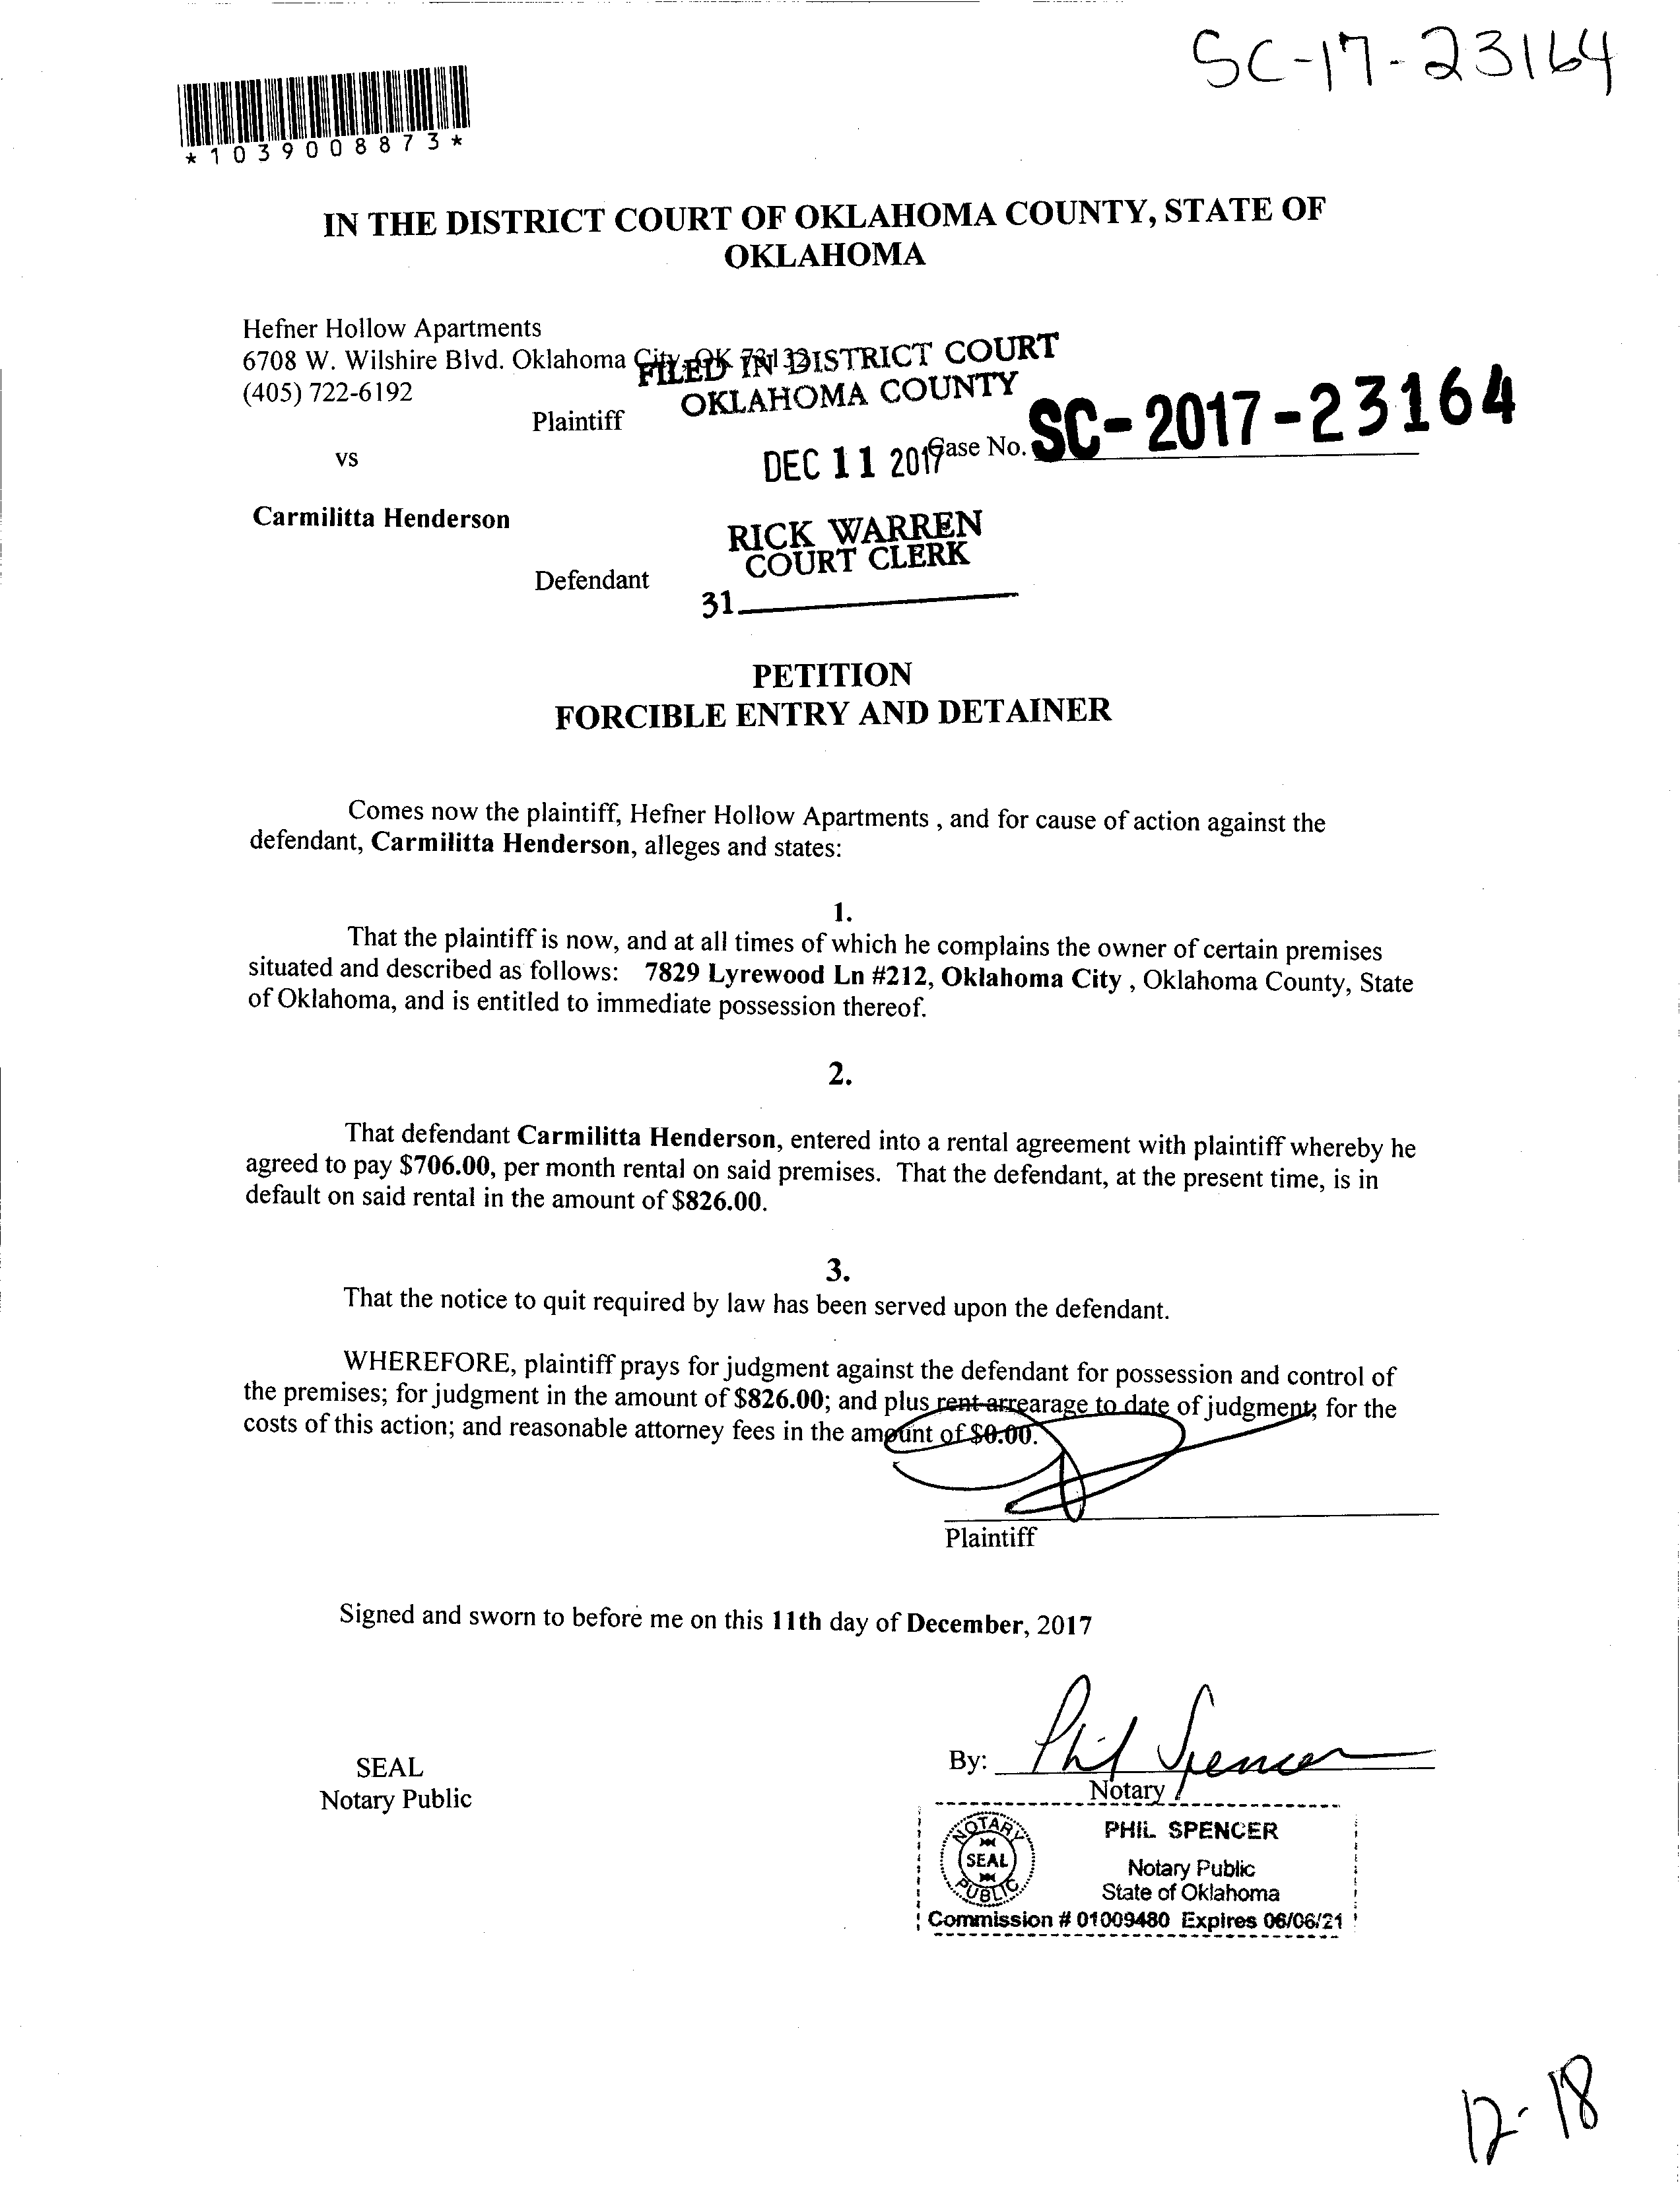 SC-17-23164
*1039008873*
IN THE DISTRICT COURT OF OKLAHOMA COUNTY, STATE OF
OKLAHOMA
Hefner Hollow Apartments
6708 W. Wilshire Blvd. Oklahoma City, OK 73132
(405) 722-6192
Plaintiff
FILED IN DISTRICT COURT
OKLAHOMA COUNTY
vs
DEC 11 2017
Case No. SC-2017-23164
Carmilitta Henderson
RICK WARREN
COURT CLERK
Defendant
31
PETITION
FORCIBLE ENTRY AND DETAINER
Comes now the plaintiff, Hefner Hollow Apartments , and for cause of action against the
defendant, Carmilitta Henderson, alleges and states:
1.
That the plaintiff is now, and at all times of which he complains the owner of certain premises
situated and described as follows: 7829 Lyrewood Ln #212, Oklahoma City , Oklahoma County, State
of Oklahoma, and is entitled to immediate possession thereof.
2.
That defendant Carmilitta Henderson, entered into a rental agreement with plaintiff whereby he
agreed to pay $706.00, per month rental on said premises. That the defendant, at the present time, is in
default on said rental in the amount of $826.00.
3.
That the notice to quit required by law has been served upon the defendant.
WHEREFORE, plaintiff prays for judgment against the defendant for possession and control of
the premises; for judgment in the amount of $826.00; and plus rent arrearage to date of judgment; for the
costs of this action; and reasonable attorney fees in the amount of $0.00.
Plaintiff
Signed and sworn to before me on this 11th day of December, 2017
SEAL
Notary Public
By: Phil Spencer
Notary
NOTARY
SEAL
PUBLIC
PHIL SPENCER
Notary Public
State of Oklahoma
Commission # 01009480 Expires 06/06/21
12-18